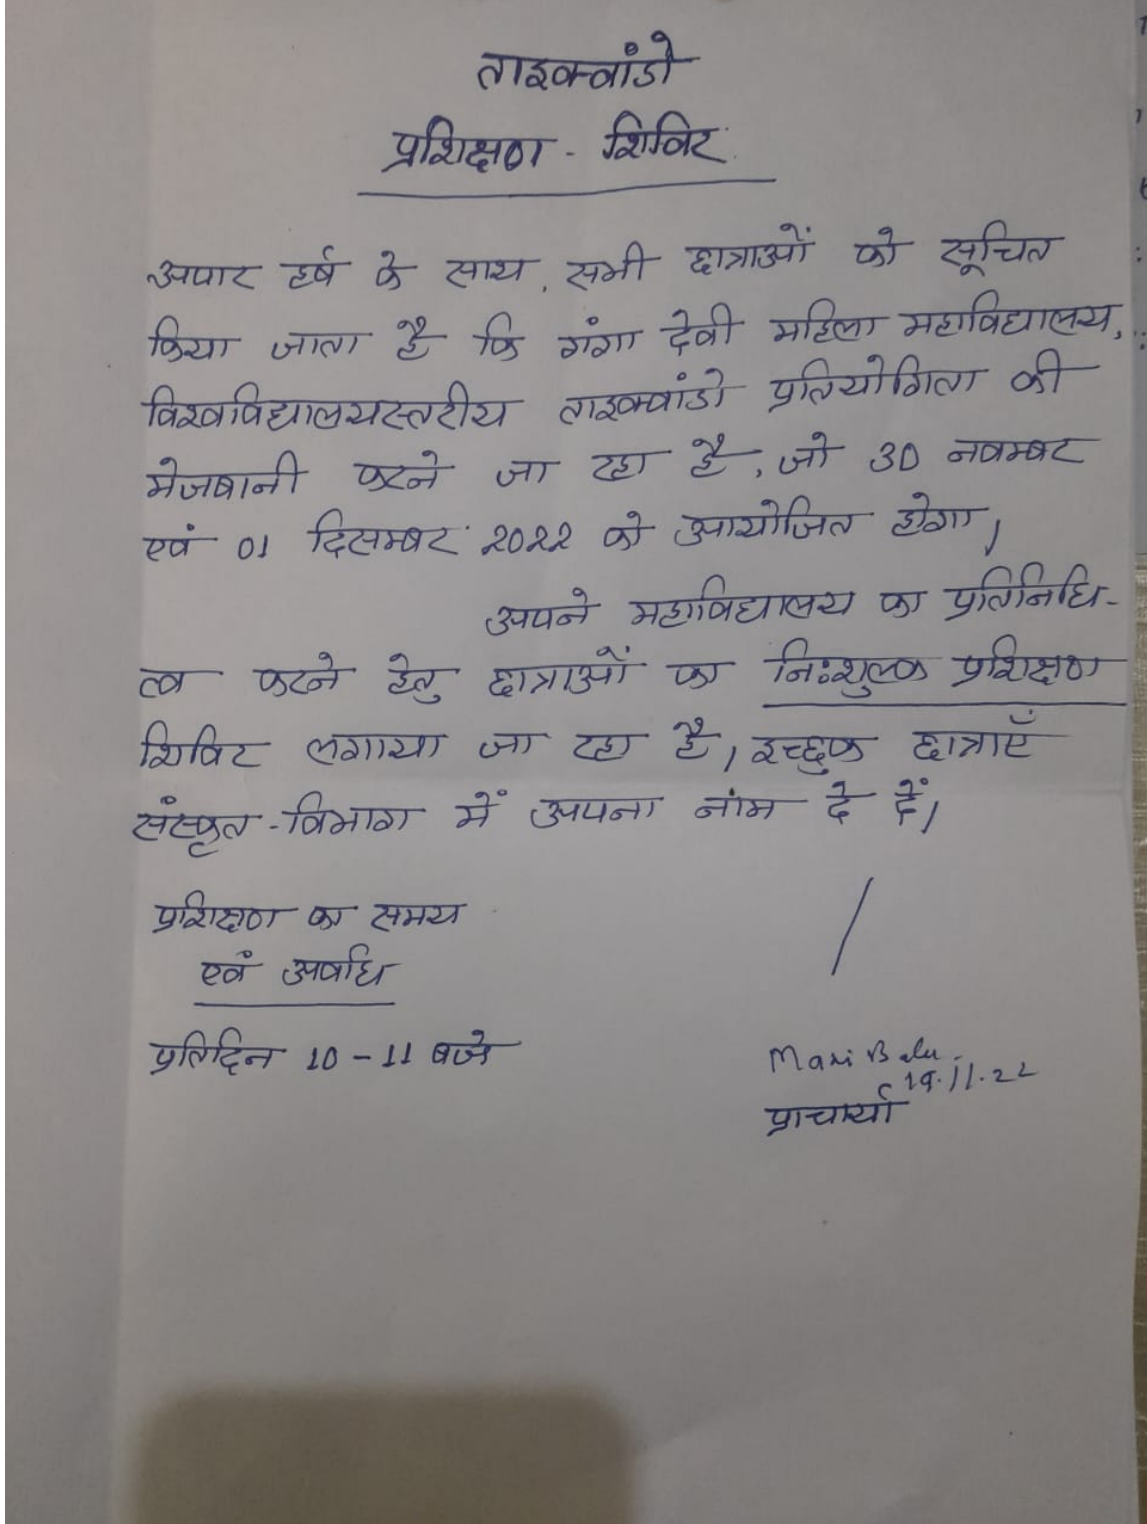 ताइक्वांडो
प्रशिक्षण - शिविर
अपार हर्ष के साथ, सभी छात्राओं को सूचित
किया जाता है कि गंगा देवी महिला महाविद्यालय,
विश्वविद्यालयस्तरीय ताइक्वांडो प्रतियोगिता की
मेजबानी करने जा रहा है, जो 30 नवम्बर
एवं 01 दिसम्बर 2022 को आयोजित होगा।
अपने महाविद्यालय का प्रतिनिधि-
त्व करने हेतु छात्राओं का निःशुल्क प्रशिक्षण
शिविर लगाया जा रहा है। इच्छुक छात्राएँ
संस्कृत-विभाग में अपना नाम दे दें।
प्रशिक्षण का समय
एवं अवधि
प्रतिदिन 10 - 11 बजे
Mani Bala
19.11.22
प्राचार्या